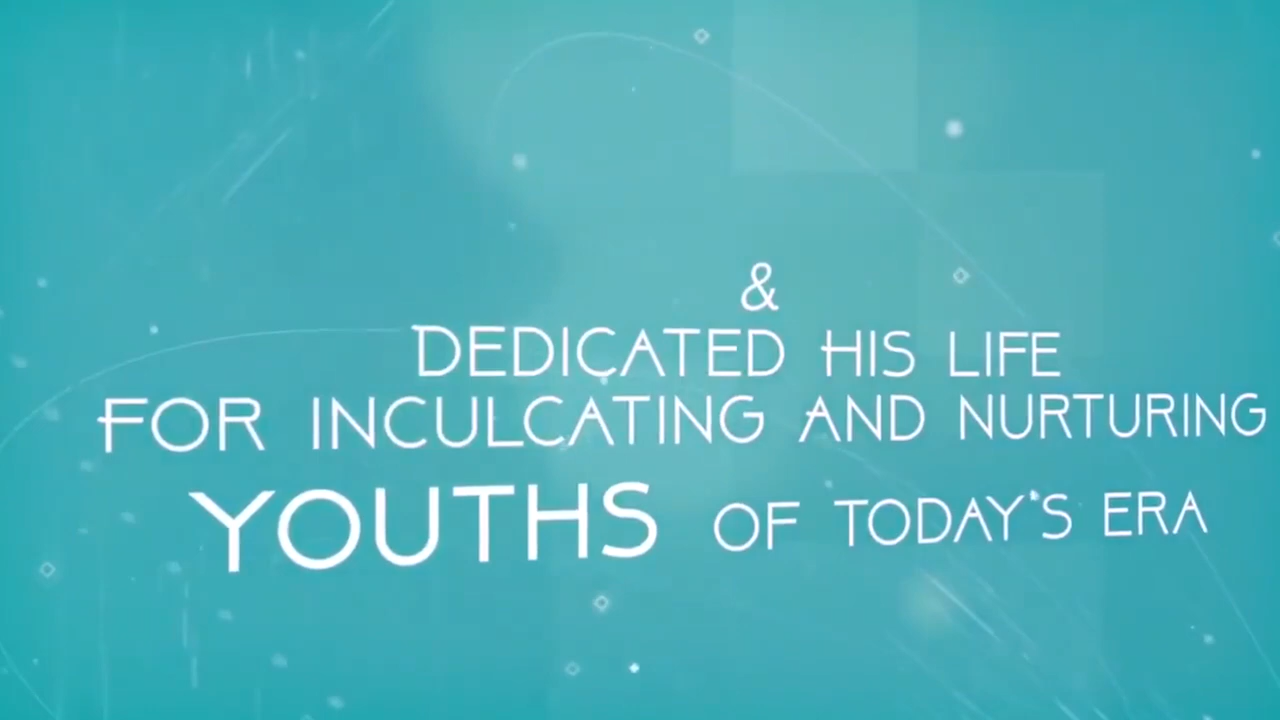 &
DEDICATED HIS LIFE
FOR INCULCATING AND NURTURING
YOUTHS OF TODAY'S ERA